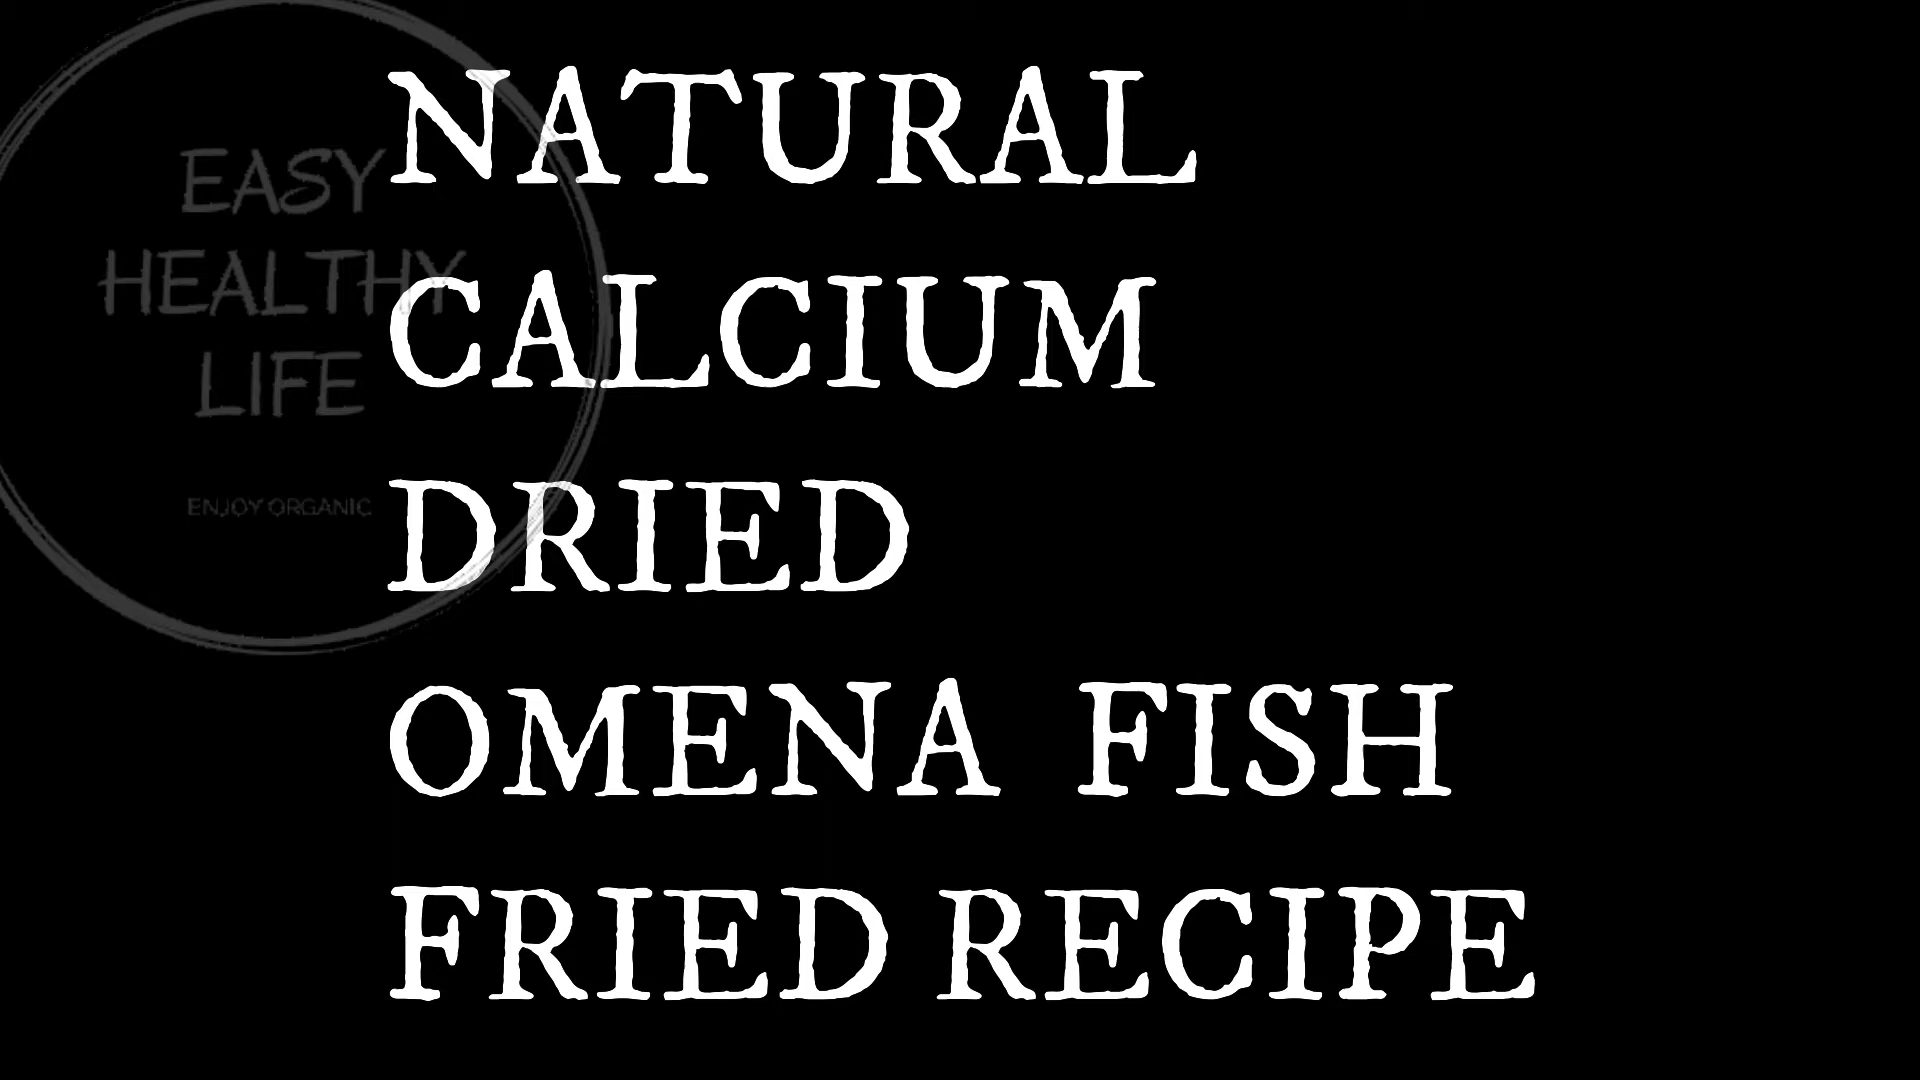 NATURAL
CALCIUM
DRIED
OMENA FISH
FRIED RECIPE
EASY
HEALTHY
LIFE
ENJOY ORGANIC